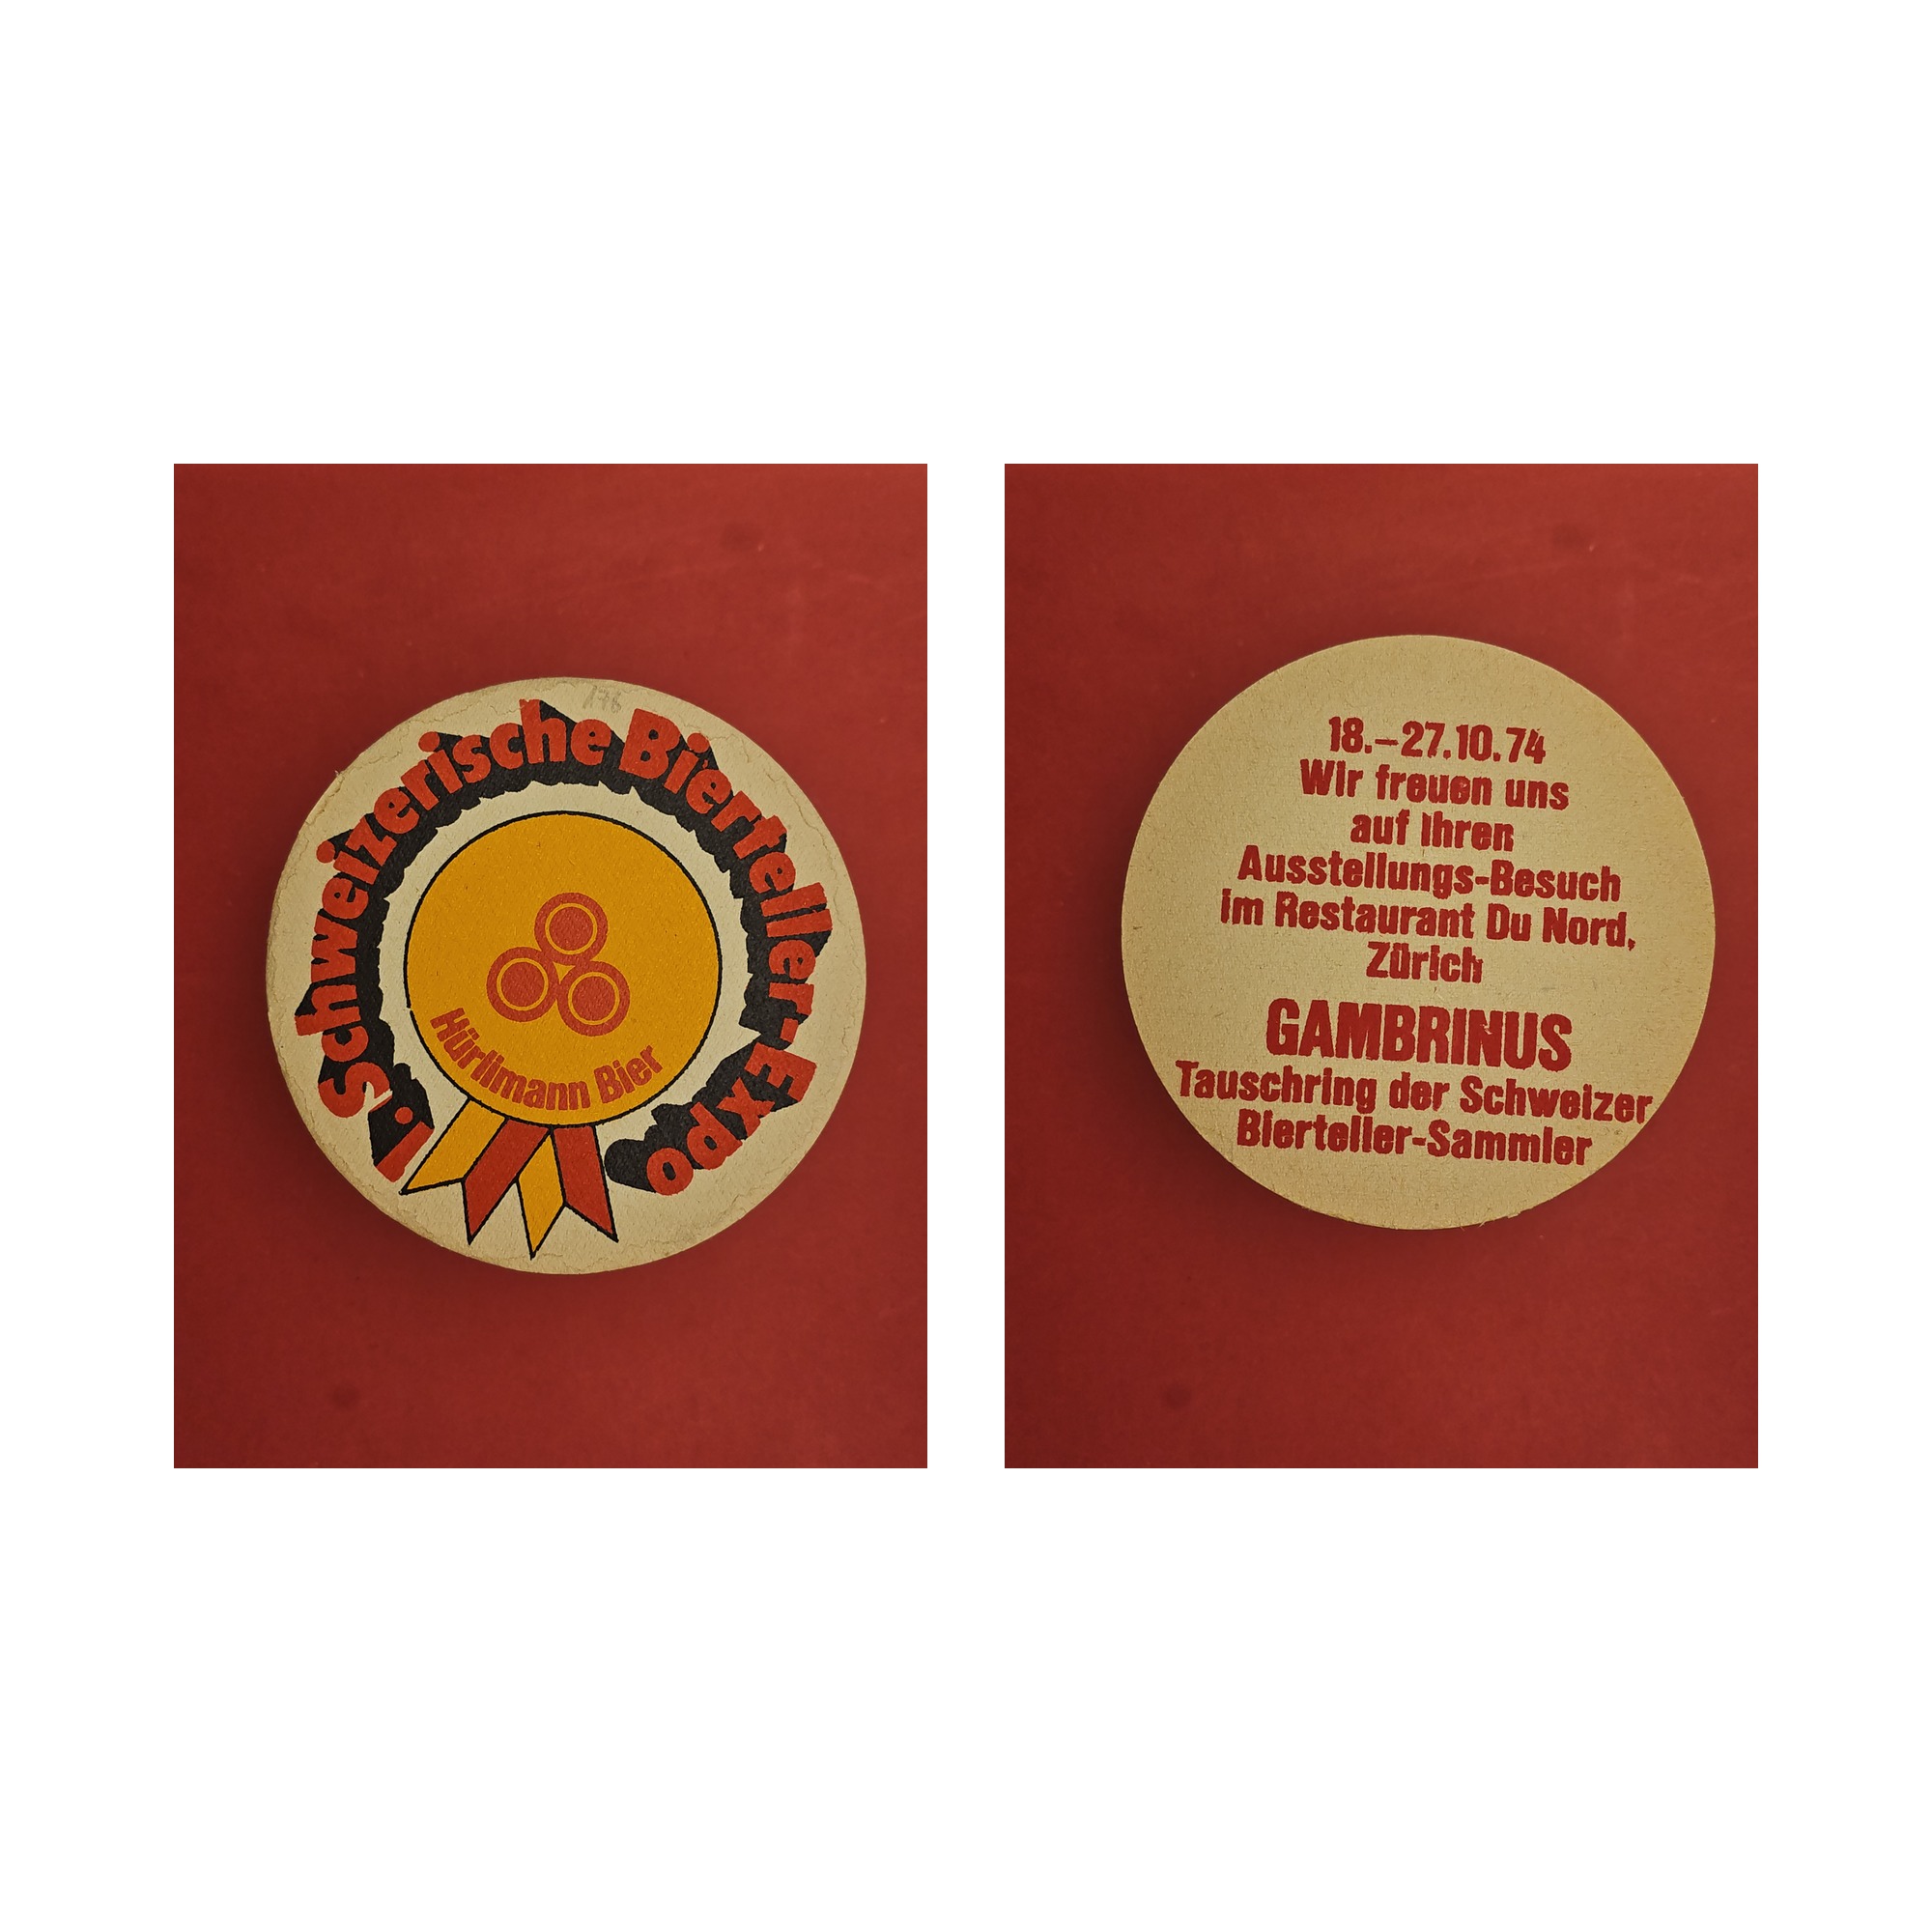 176
1. Schweizerische Bierteller-Expo
Hürlimann Bier
18.–27.10.74
Wir freuen uns
auf Ihren
Ausstellungs-Besuch
im Restaurant Du Nord,
Zürich
GAMBRINUS
Tauschring der Schweizer
Bierteller-Sammler